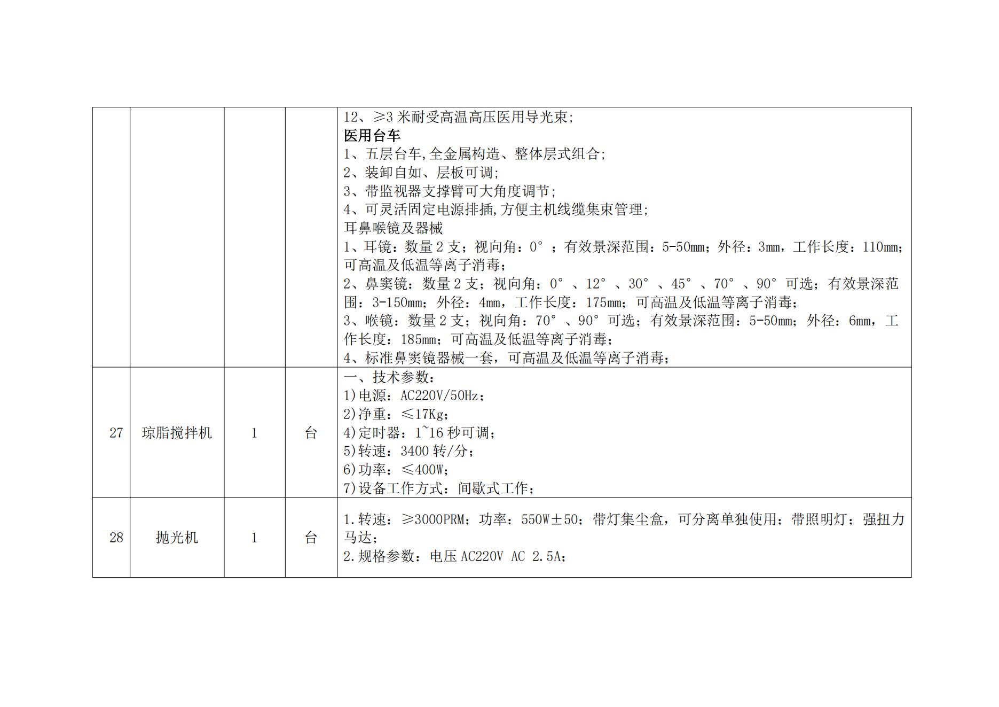 12、≥3 米耐受高温高压医用导光束;
医用台车
1、五层台车,全金属构造、整体层式组合;
2、装卸自如、层板可调;
3、带监视器支撑臂可大角度调节;
4、可灵活固定电源排插,方便主机线缆集束管理;
耳鼻喉镜及器械
1、耳镜：数量 2 支；视向角：0°；有效景深范围：5-50mm；外径：3mm，工作长度：110mm；
可高温及低温等离子消毒；
2、鼻窦镜：数量 2 支；视向角：0°、12°、30°、45°、70°、90°可选；有效景深范
围：3-150mm；外径：4mm，工作长度：175mm；可高温及低温等离子消毒；
3、喉镜：数量 2 支；视向角：70°、90°可选；有效景深范围：5-50mm；外径：6mm，工
作长度：185mm；可高温及低温等离子消毒；
4、标准鼻窦镜器械一套，可高温及低温等离子消毒；
27 琼脂搅拌机 1 台
一、技术参数：
1)电源：AC220V/50Hz；
2)净重：≤17Kg；
4)定时器：1~16 秒可调；
5)转速：3400 转/分；
6)功率：≤400W；
7)设备工作方式：间歇式工作；
28 抛光机 1 台
1.转速：≥3000PRM；功率：550W±50；带灯集尘盒，可分离单独使用；带照明灯；强扭力
马达；
2.规格参数：电压 AC220V AC 2.5A；